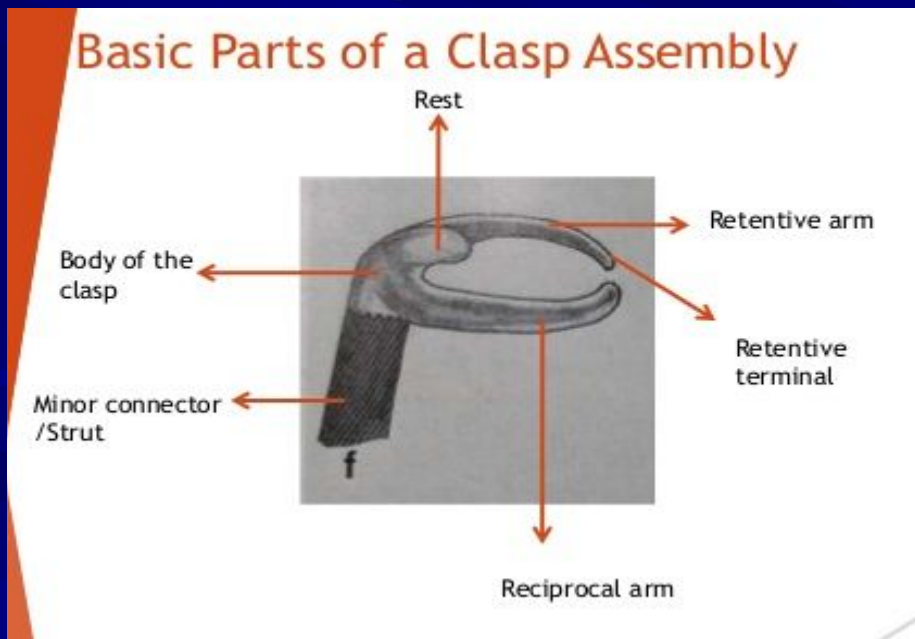 Basic Parts of a Clasp Assembly
Rest
Retentive arm
Body of the
clasp
Retentive
terminal
Minor connector
/Strut
f
Reciprocal arm